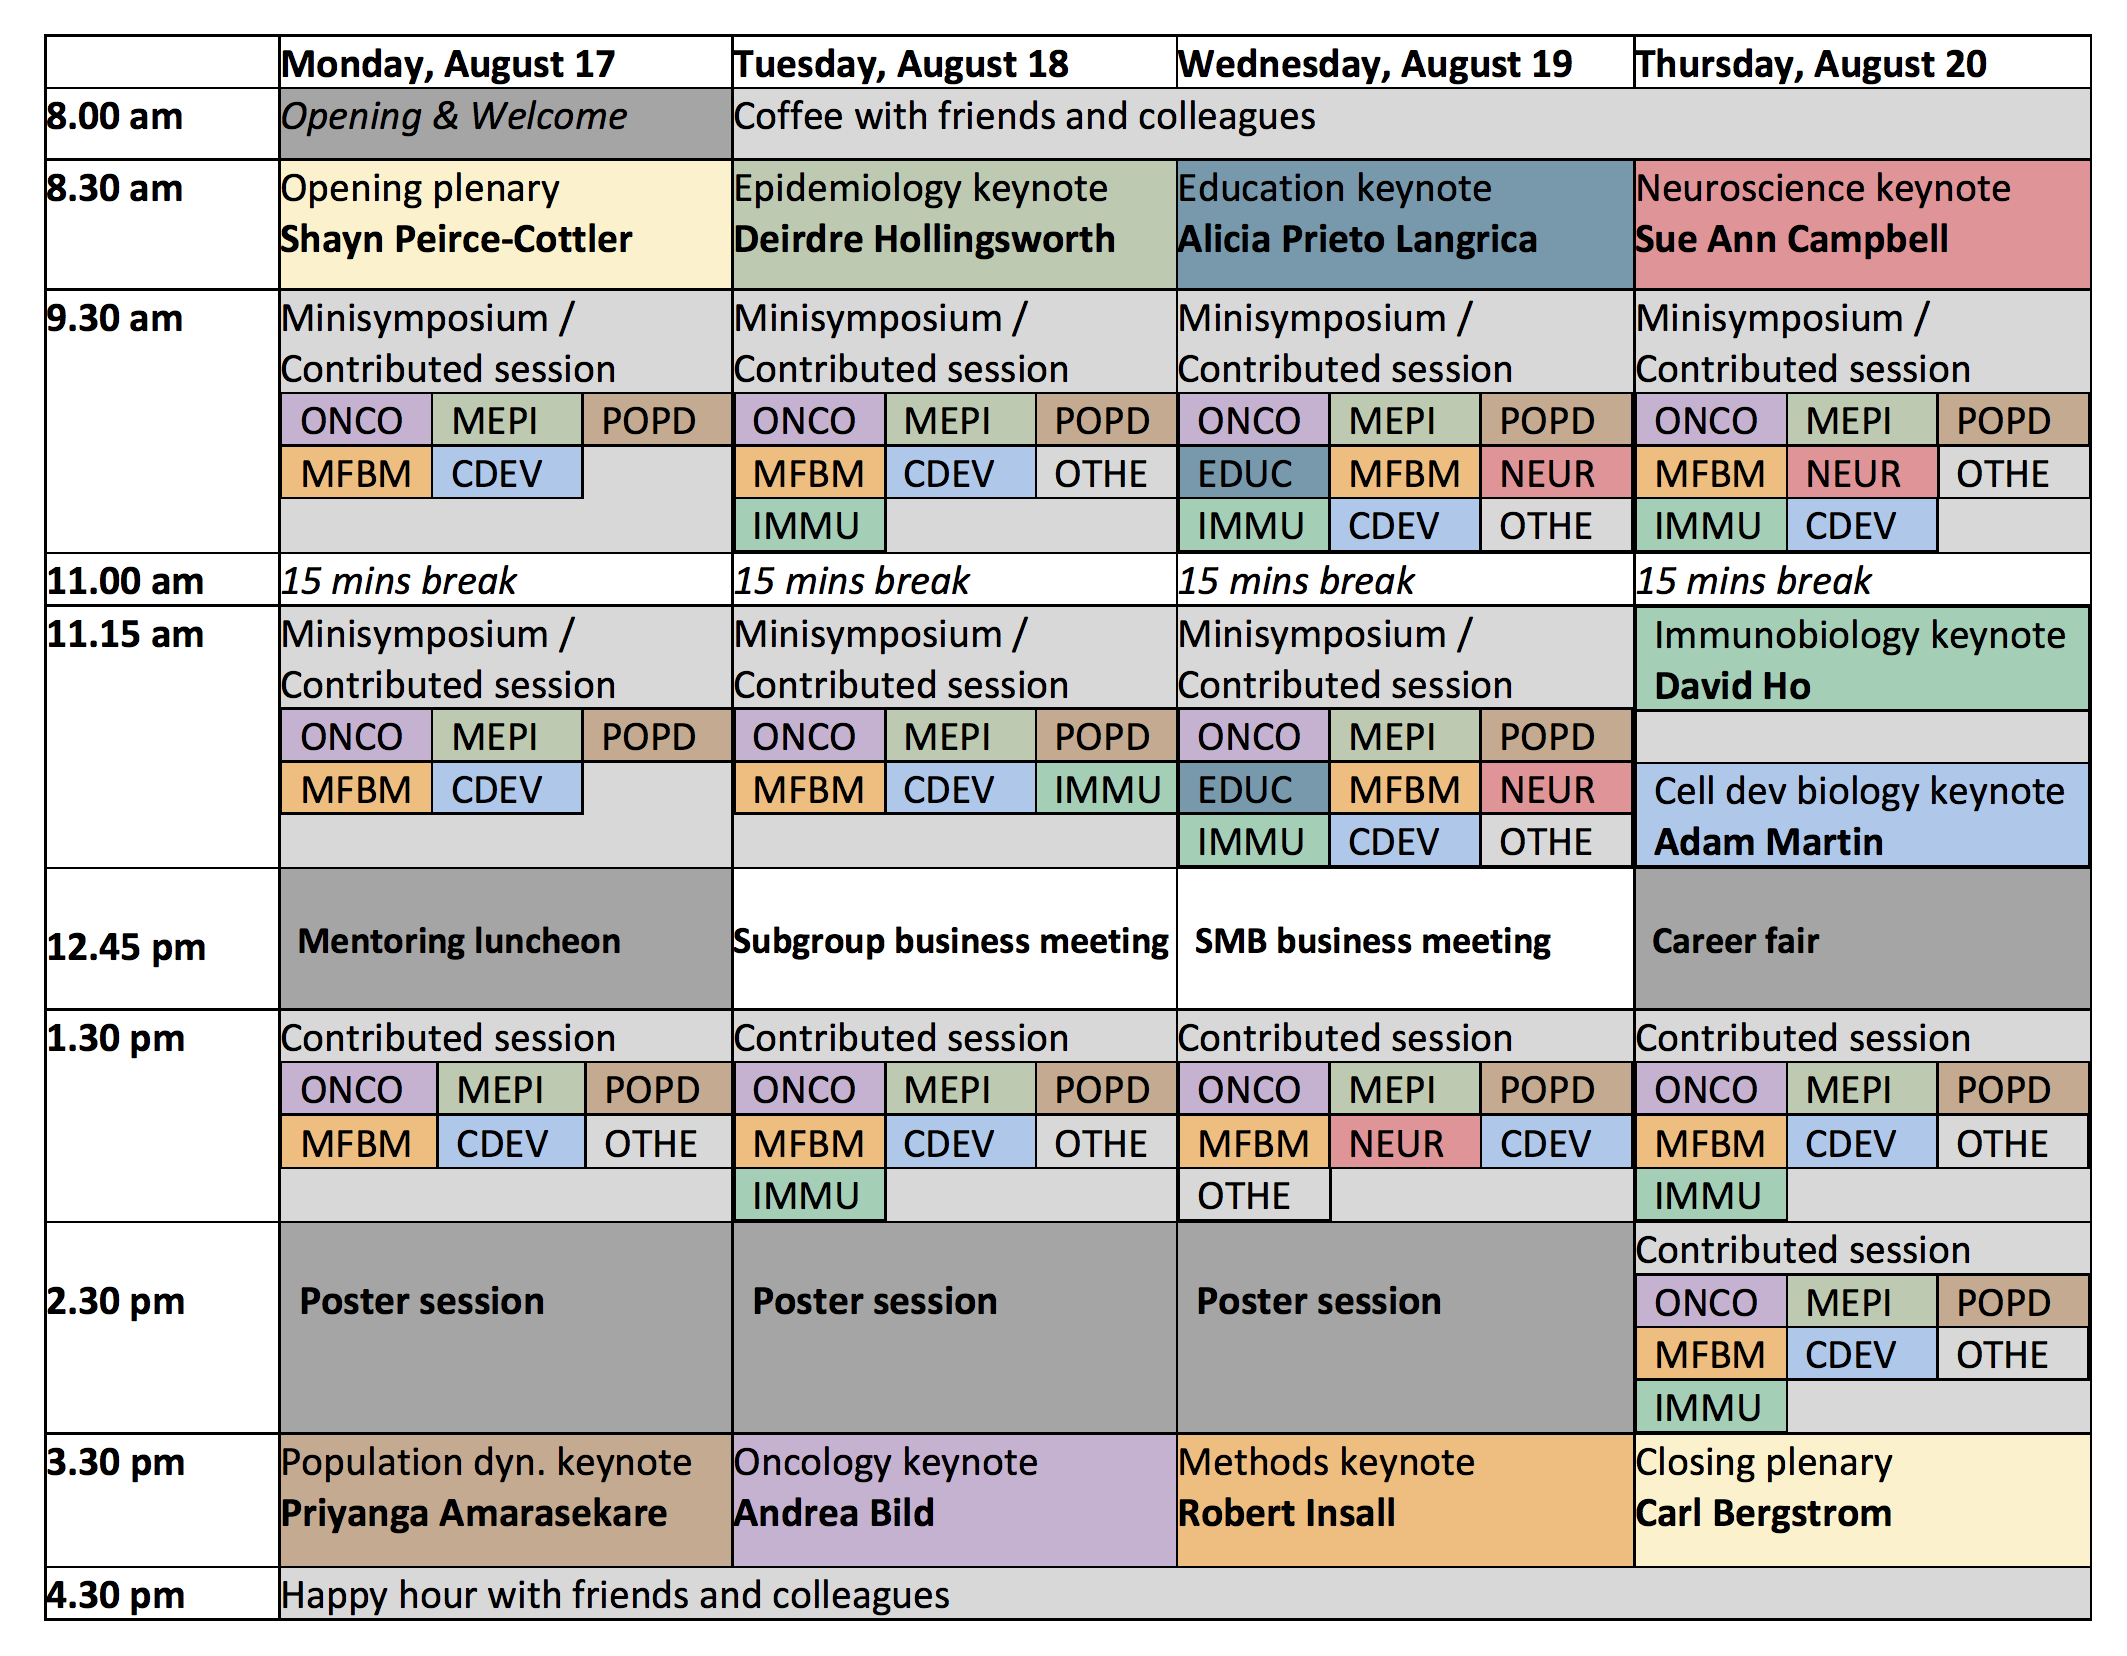 Monday, August 17 Tuesday, August 18 Wednesday, August 19 Thursday, August 20
8.00 am Opening & Welcome Coffee with friends and colleagues
8.30 am Opening plenary Epidemiology keynote Education keynote Neuroscience keynote
Shayn Peirce-Cottler Deirdre Hollingsworth Alicia Prieto Langrica Sue Ann Campbell
9.30 am Minisymposium / Minisymposium / Minisymposium / Minisymposium /
Contributed session Contributed session Contributed session Contributed session
ONCO MEPI POPD ONCO MEPI POPD ONCO MEPI POPD ONCO MEPI POPD
MFBM CDEV MFBM CDEV OTHE EDUC MFBM NEUR MFBM NEUR OTHE
IMMU IMMU CDEV OTHE IMMU CDEV
11.00 am 15 mins break 15 mins break 15 mins break 15 mins break
11.15 am Minisymposium / Minisymposium / Minisymposium / Immunobiology keynote
Contributed session Contributed session Contributed session David Ho
ONCO MEPI POPD ONCO MEPI POPD ONCO MEPI POPD
MFBM CDEV MFBM CDEV IMMU EDUC MFBM NEUR Cell dev biology keynote
IMMU CDEV OTHE Adam Martin
12.45 pm Mentoring luncheon Subgroup business meeting SMB business meeting Career fair
1.30 pm Contributed session Contributed session Contributed session Contributed session
ONCO MEPI POPD ONCO MEPI POPD ONCO MEPI POPD ONCO MEPI POPD
MFBM CDEV OTHE MFBM CDEV OTHE MFBM NEUR CDEV MFBM CDEV OTHE
IMMU OTHE IMMU
Contributed session
2.30 pm Poster session Poster session Poster session ONCO MEPI POPD
MFBM CDEV OTHE
IMMU
3.30 pm Population dyn. keynote Oncology keynote Methods keynote Closing plenary
Priyanga Amarasekare Andrea Bild Robert Insall Carl Bergstrom
4.30 pm Happy hour with friends and colleagues